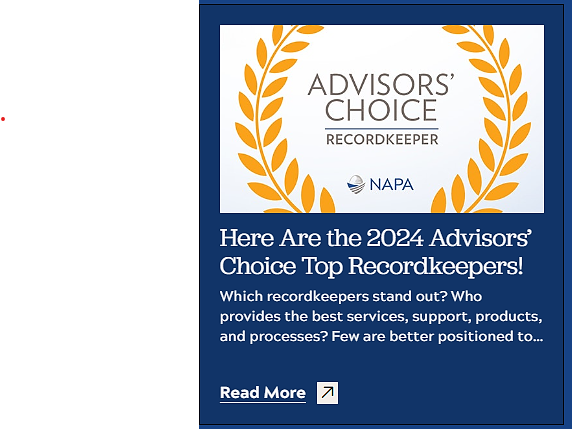 ADVISORS’
CHOICE
RECORDKEEPER
NAPA
Here Are the 2024 Advisors’
Choice Top Recordkeepers!
Which recordkeepers stand out? Who
provides the best services, support, products,
and processes? Few are better positioned to...
Read More